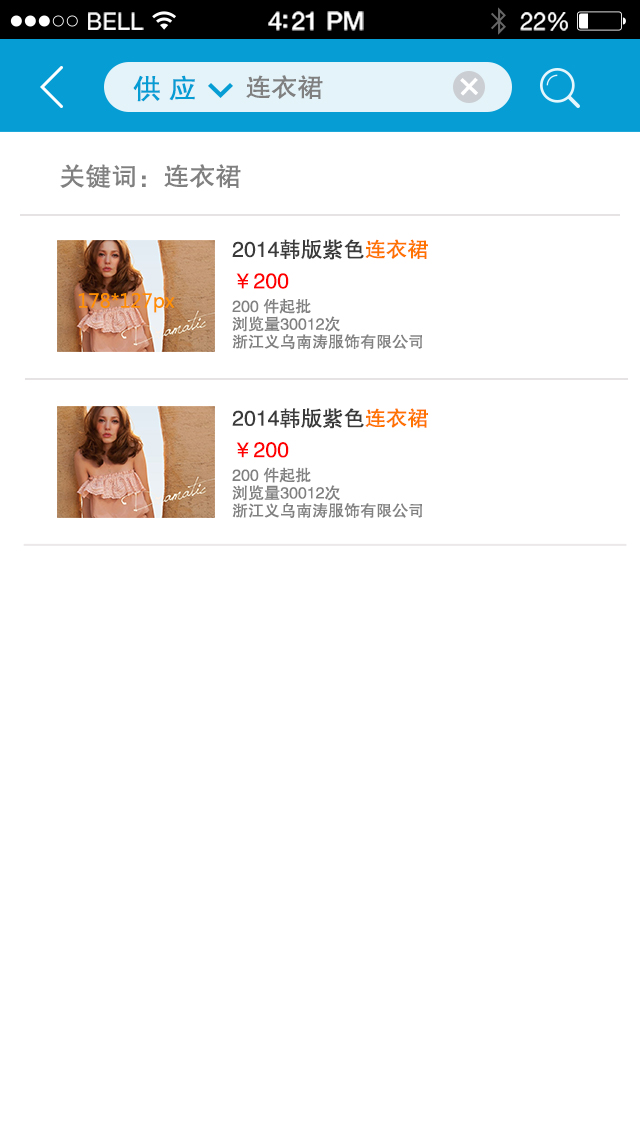 BELL 4:21 PM 22%
供 应 连衣裙
关键词：连衣裙
2014韩版紫色连衣裙
￥200
178*127px
200 件起批
浏览量30012次
Dramatic
浙江义乌南涛服饰有限公司
2014韩版紫色连衣裙
￥200
200 件起批
浏览量30012次
Dramatic
浙江义乌南涛服饰有限公司